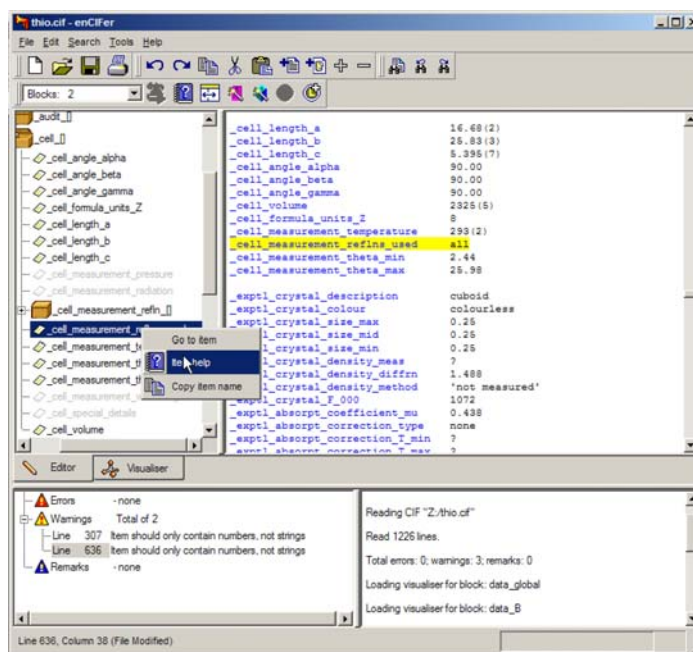 thio.cif - enCIFer
File Edit Search Tools Help
Blocks: 2
_audit_[]
_cell_[]
_cell_angle_alpha
_cell_angle_beta
_cell_angle_gamma
_cell_formula_units_Z
_cell_length_a
_cell_length_b
_cell_length_c
_cell_measurement_pressure
_cell_measurement_radiation
_cell_measurement_refln_[]
_cell_measurement_
_cell_measurement_te
_cell_measurement_th
_cell_measurement_th
_cell_measurement_
_cell_special_details
_cell_volume
Go to item
Item help
Copy item name
_cell_length_a 16.68(2)
_cell_length_b 25.83(3)
_cell_length_c 5.395(7)
_cell_angle_alpha 90.00
_cell_angle_beta 90.00
_cell_angle_gamma 90.00
_cell_volume 2325(5)
_cell_formula_units_Z 8
_cell_measurement_temperature 293(2)
_cell_measurement_reflns_used all
_cell_measurement_theta_min 2.44
_cell_measurement_theta_max 25.98
_exptl_crystal_description cuboid
_exptl_crystal_colour colourless
_exptl_crystal_size_max 0.25
_exptl_crystal_size_mid 0.25
_exptl_crystal_size_min 0.25
_exptl_crystal_density_meas ?
_exptl_crystal_density_diffrn 1.488
_exptl_crystal_density_method 'not measured'
_exptl_crystal_F_000 1072
_exptl_absorpt_coefficient_mu 0.438
_exptl_absorpt_correction_type none
_exptl_absorpt_correction_T_min ?
_exptl_absorpt_correction_T_max ?
Editor Visualiser
Errors - none
Warnings Total of 2
Line 307 Item should only contain numbers, not strings
Line 636 Item should only contain numbers, not strings
Remarks - none
Reading CIF "Z:/thio.cif"
Read 1226 lines.
Total errors: 0; warnings: 3; remarks: 0
Loading visualiser for block: data_global
Loading visualiser for block: data_B
Line 636, Column 38 (File Modified)